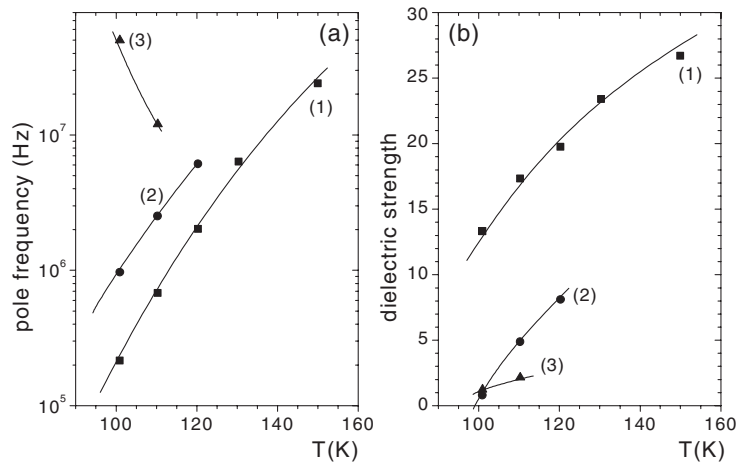 (a)
(3)
(1)
(2)
pole frequency (Hz)
10^7
10^6
10^5
100 120 140 160
T(K)
(b)
(1)
(2)
(3)
dielectric strength
30
25
20
15
10
5
0
100 120 140 160
T(K)